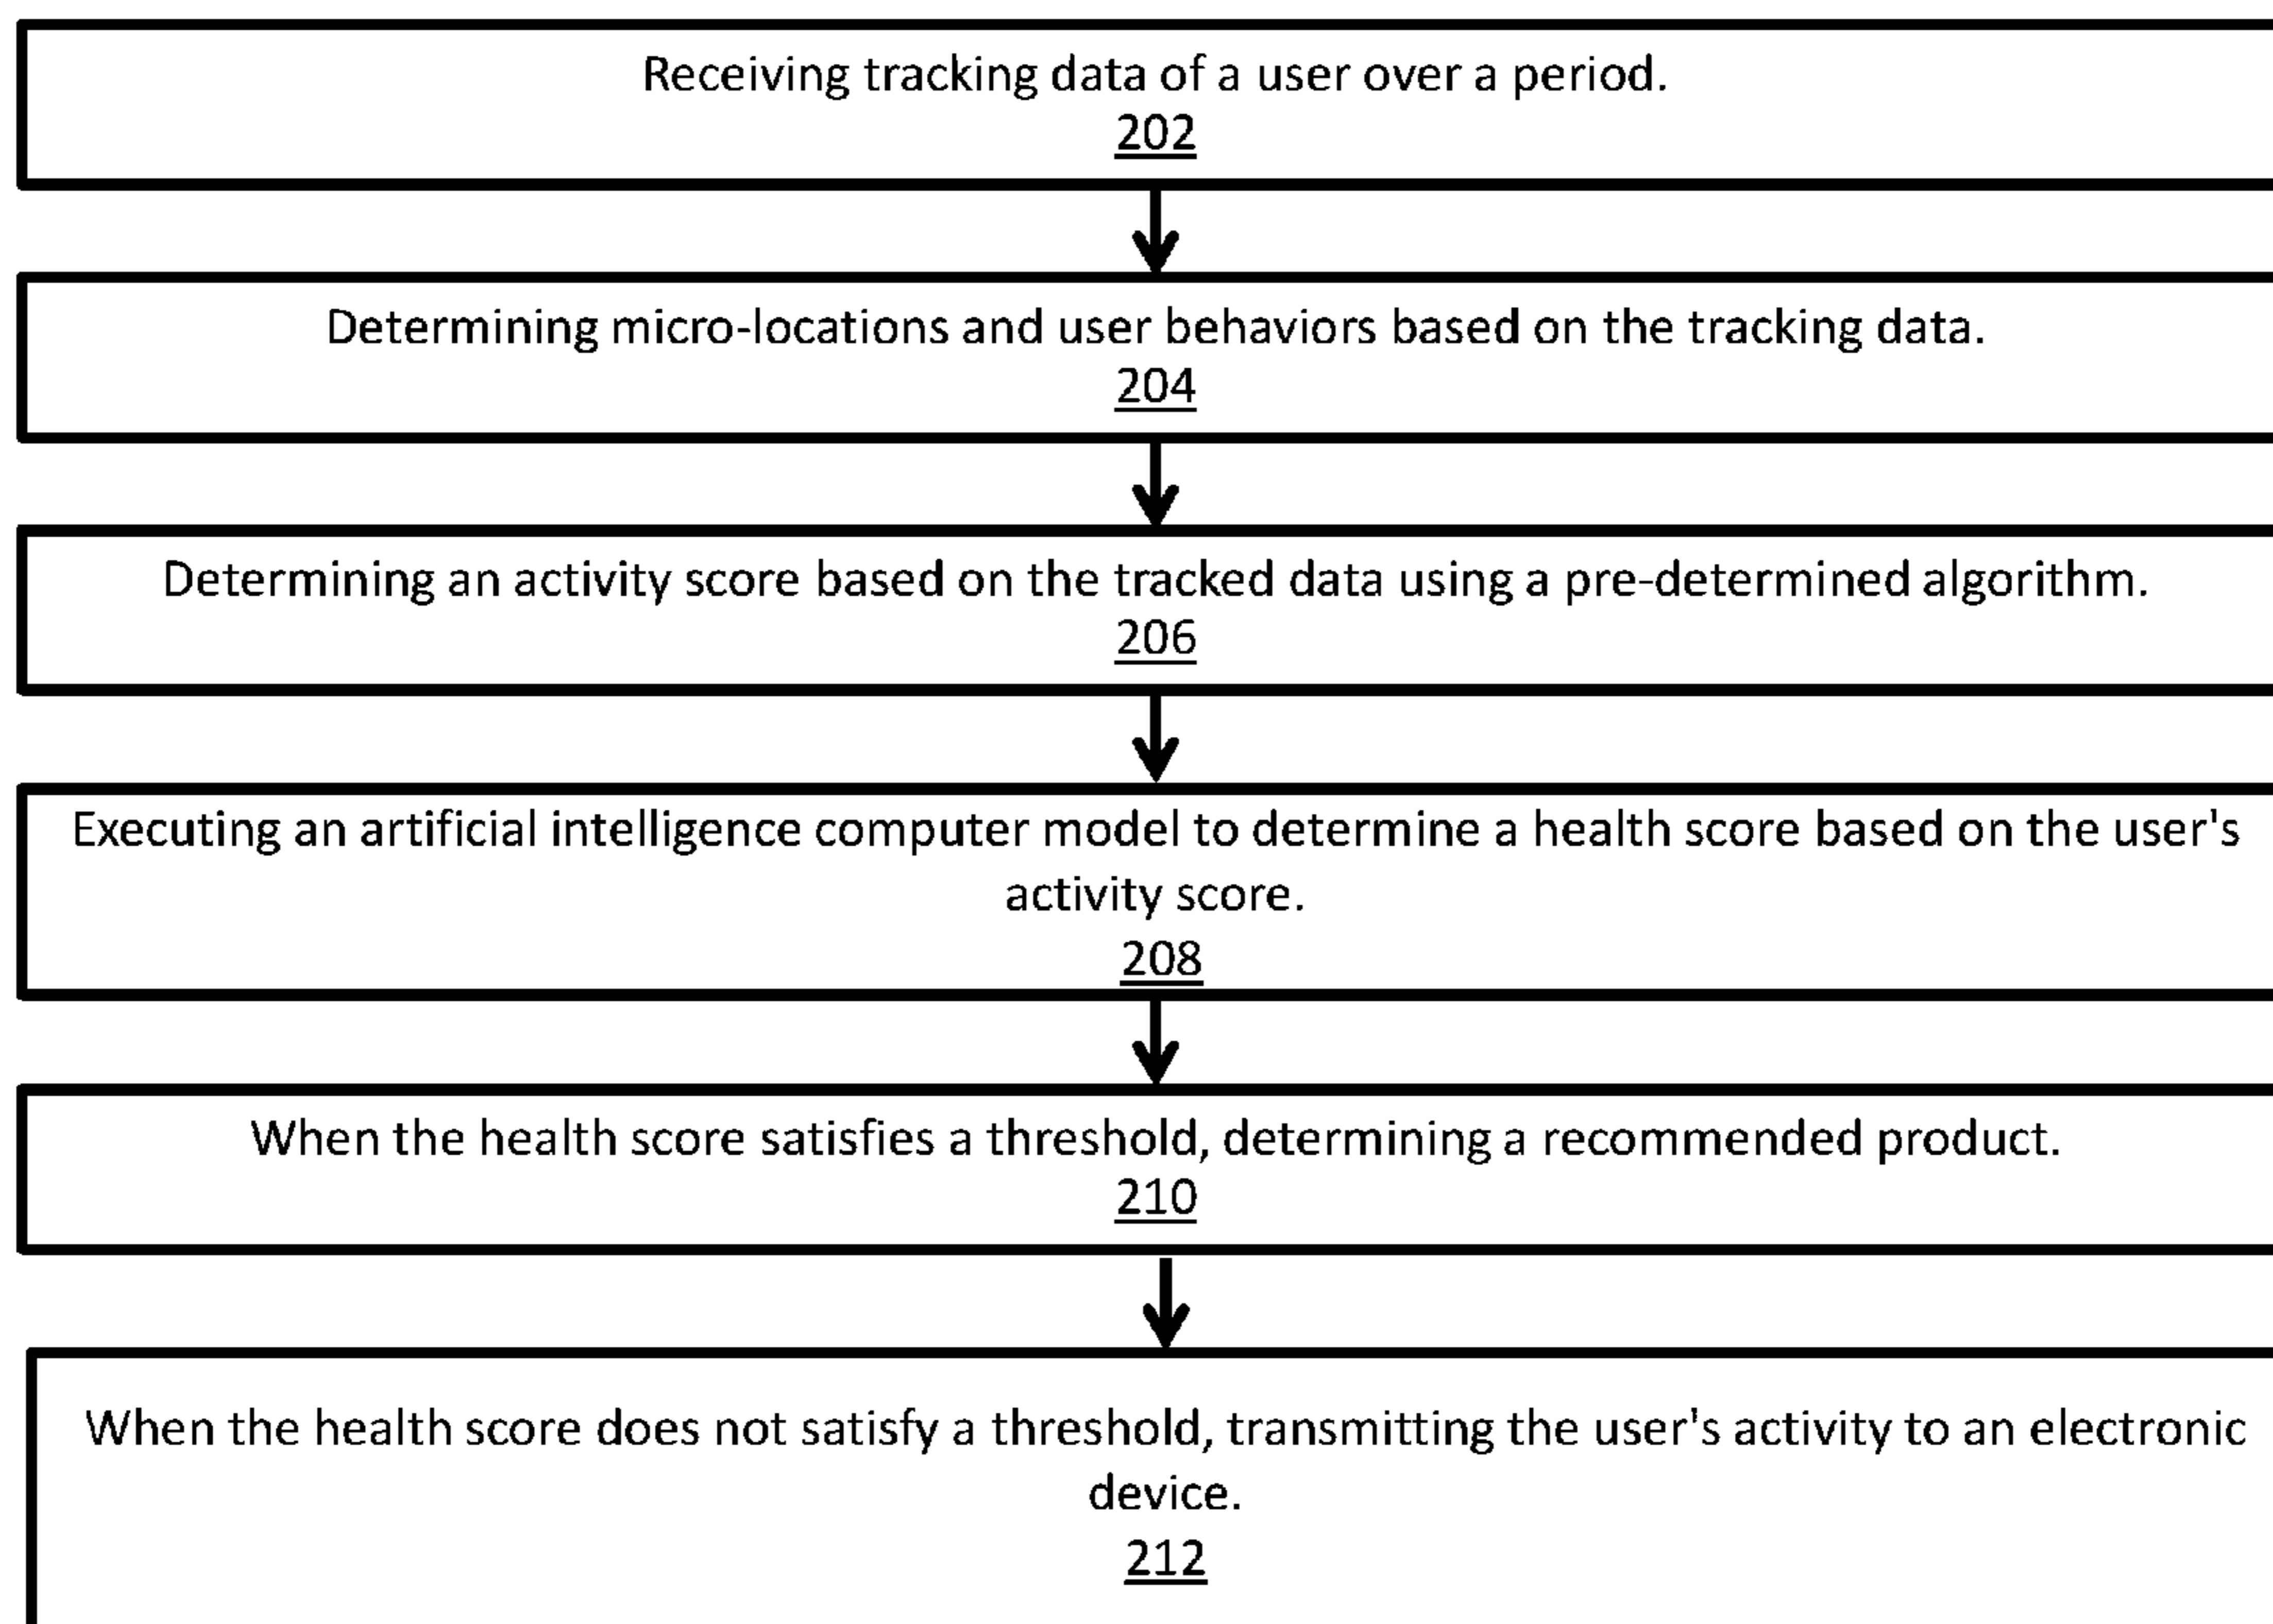 Receiving tracking data of a user over a period.
202
Determining micro-locations and user behaviors based on the tracking data.
204
Determining an activity score based on the tracked data using a pre-determined algorithm.
206
Executing an artificial intelligence computer model to determine a health score based on the user's
activity score.
208
When the health score satisfies a threshold, determining a recommended product.
210
When the health score does not satisfy a threshold, transmitting the user's activity to an electronic
device.
212